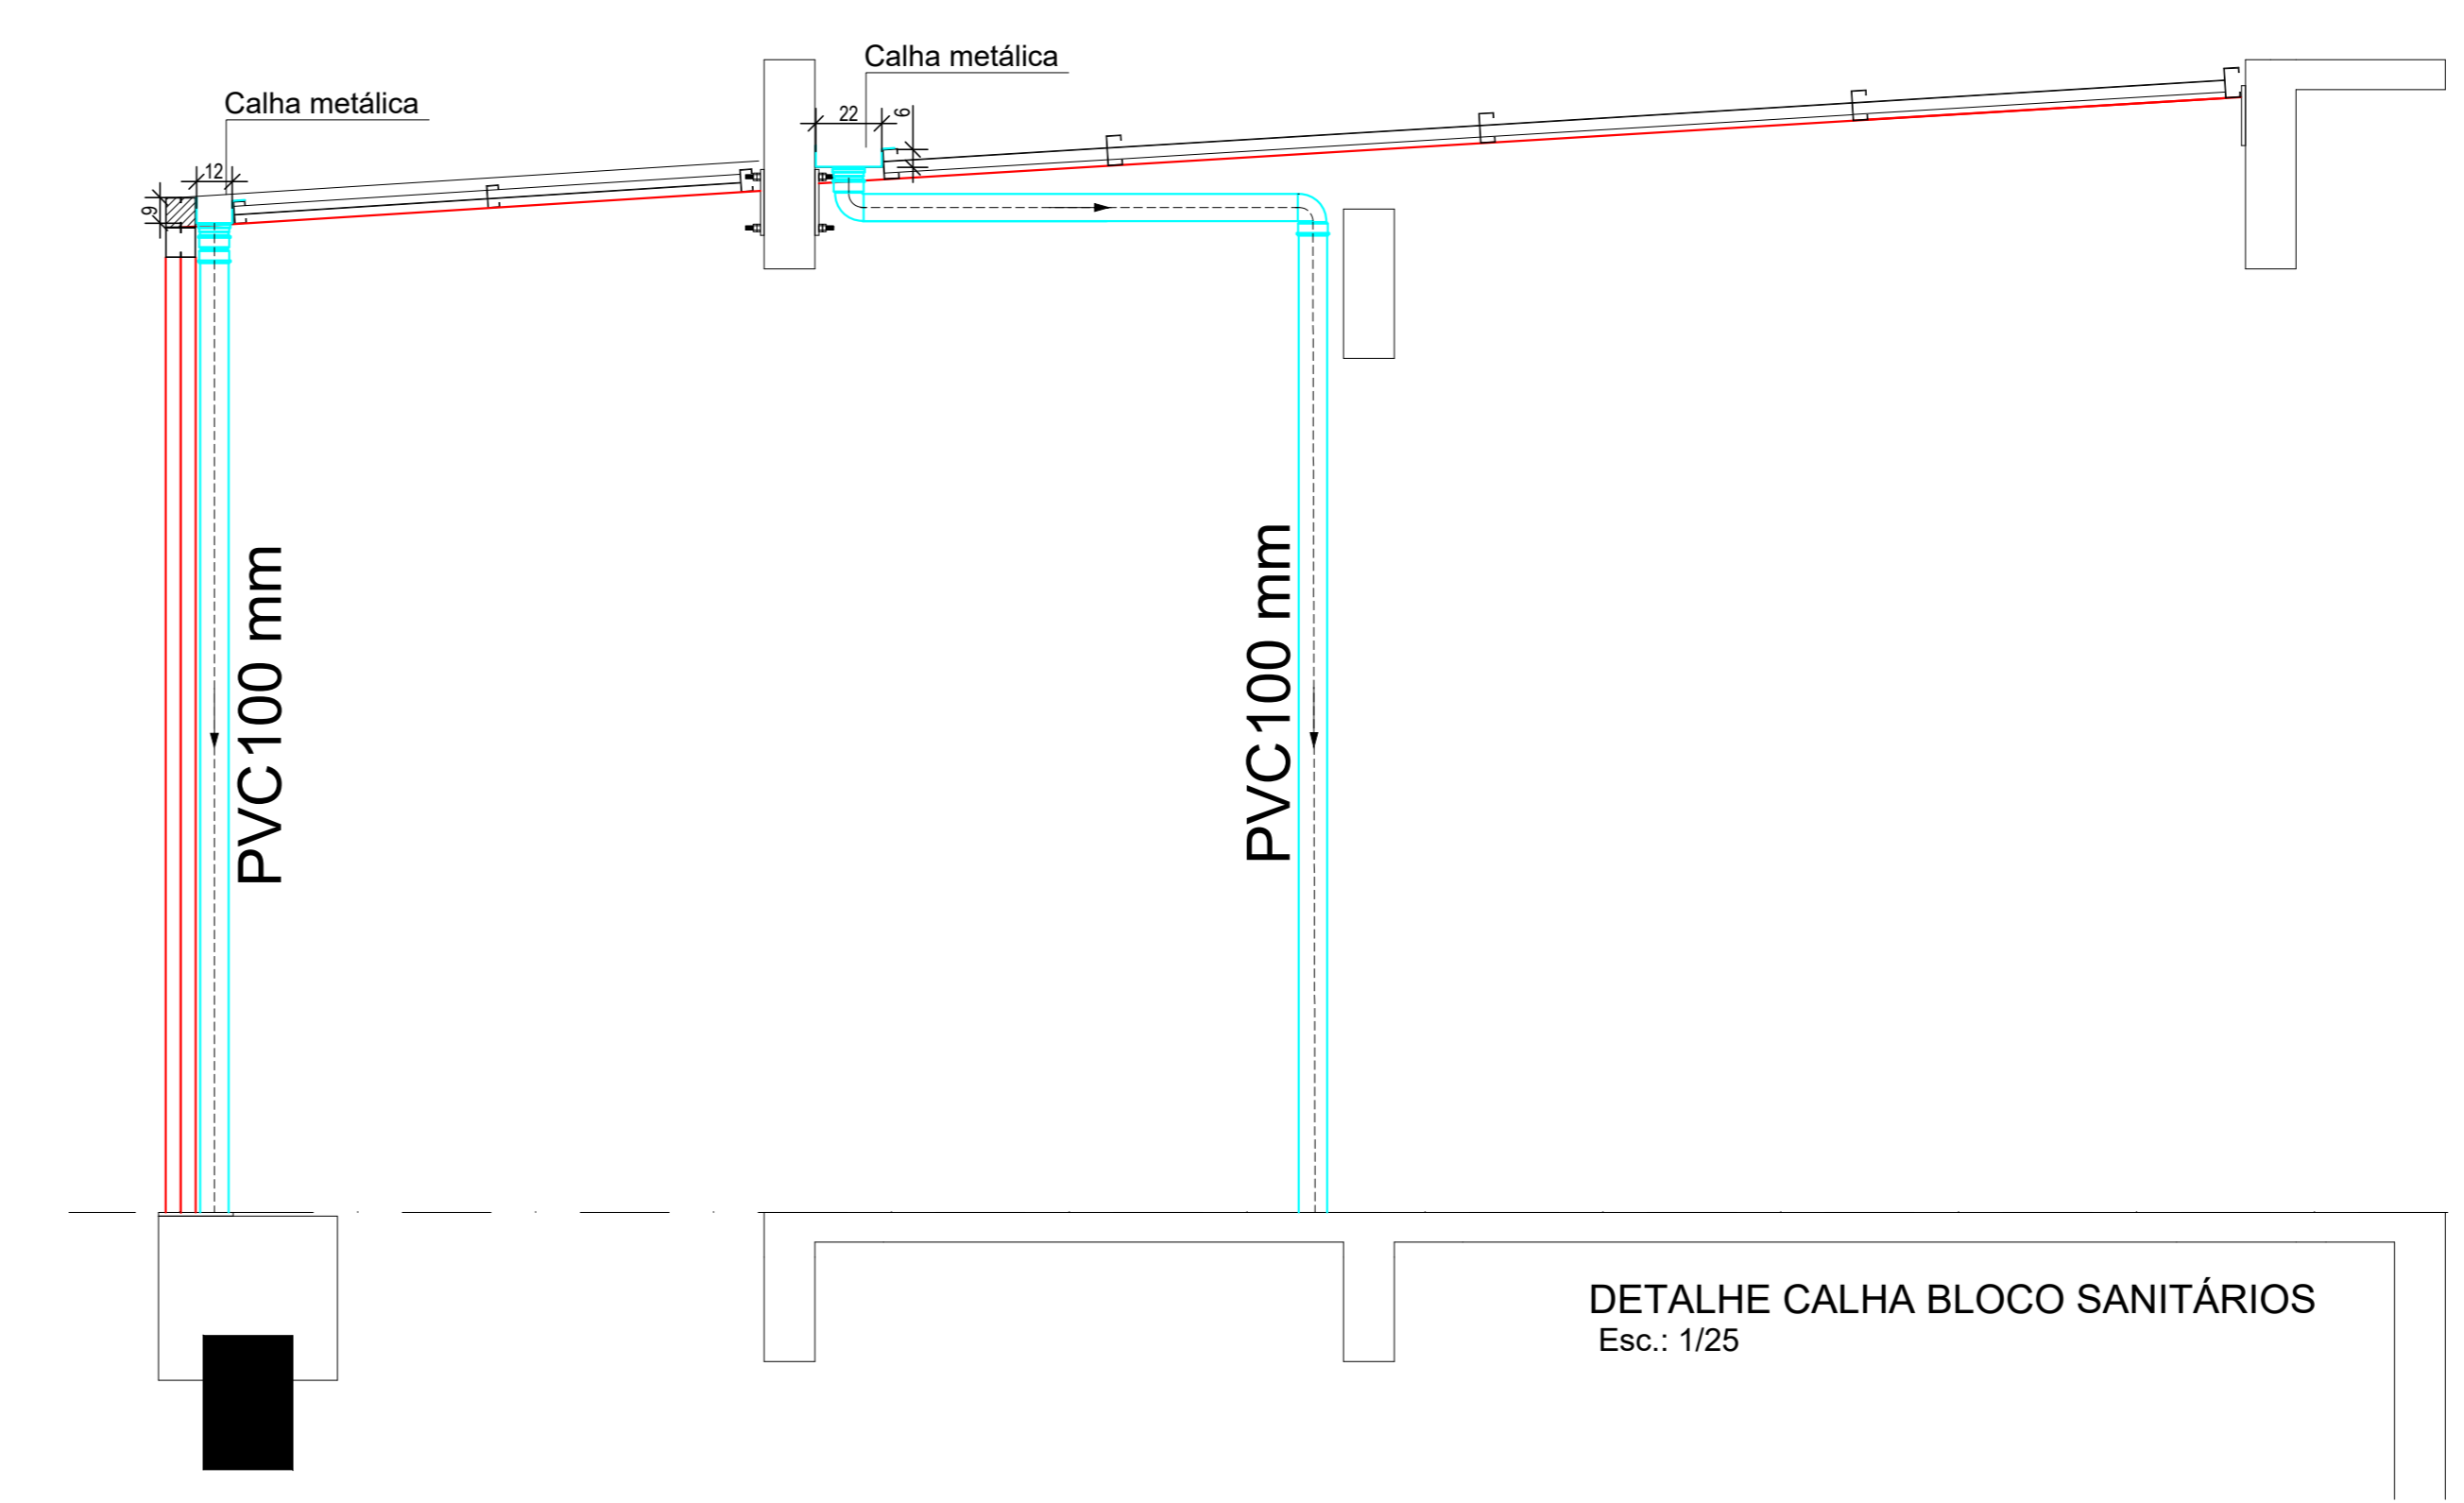 Calha metálica
Calha metálica
22
6
12
9
PVC100 mm
PVC100 mm
DETALHE CALHA BLOCO SANITÁRIOS
Esc.: 1/25